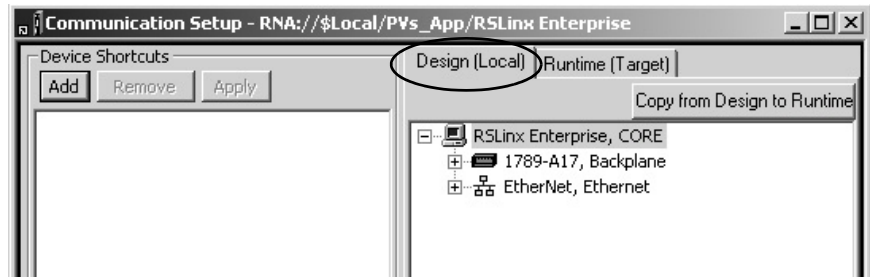 Communication Setup - RNA://$Local/PVs_App/RSLinx Enterprise
Device Shortcuts
Add Remove Apply
Design (Local) Runtime (Target)
Copy from Design to Runtime
RSLinx Enterprise, CORE
1789-A17, Backplane
EtherNet, Ethernet